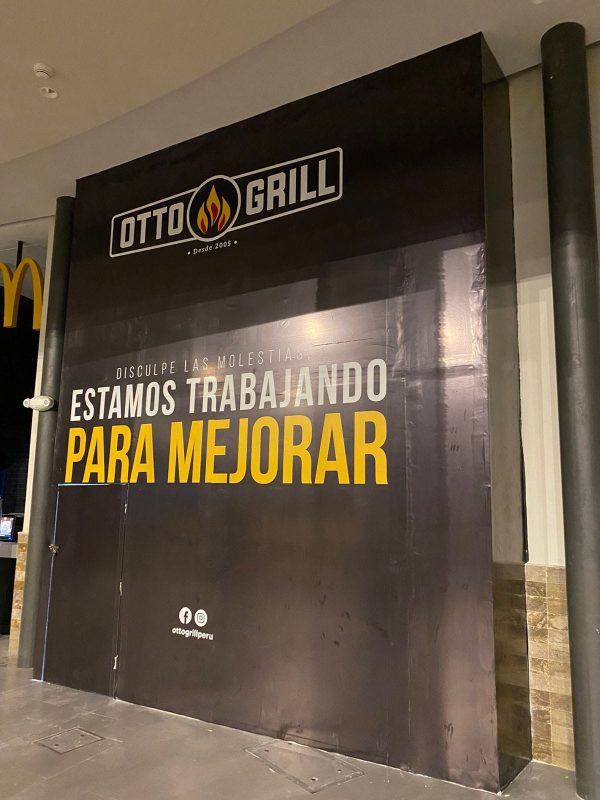 OTTO GRILL
• Desde 2005 •
DISCULPE LAS MOLESTIAS,
ESTAMOS TRABAJANDO
PARA MEJORAR
ottogrillperu